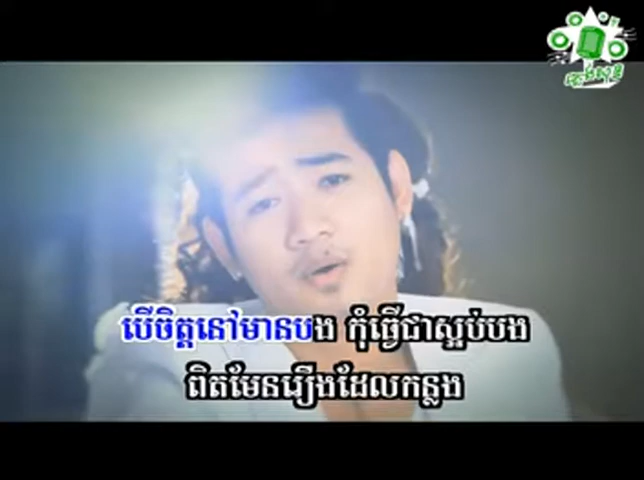 បើចិត្តនៅមានបង កុំធ្វើជាស្អប់បង
ពិតមែនរឿងដែលកន្លង